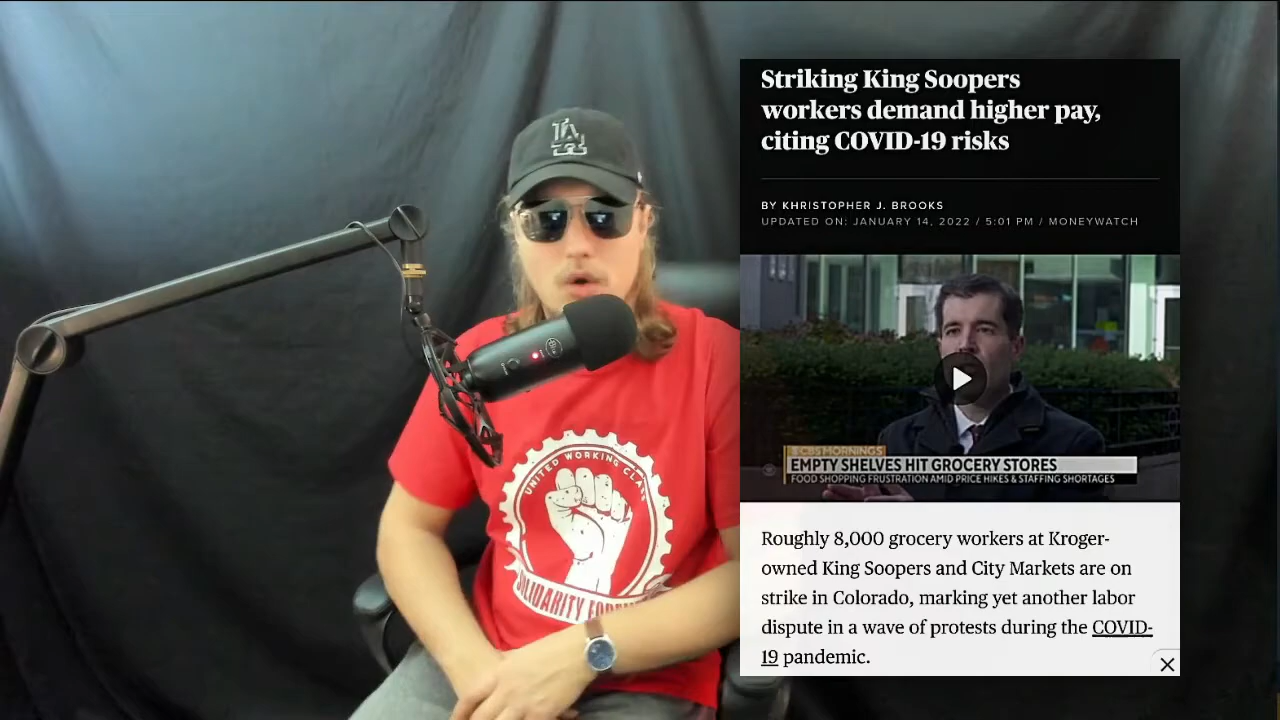 LA
UNITED WORKING CLASS
SOLIDARITY FOREVER
Striking King Soopers
workers demand higher pay,
citing COVID-19 risks
BY KHRISTOPHER J. BROOKS
UPDATED ON: JANUARY 14, 2022 / 5:01 PM / MONEYWATCH
CBS MORNINGS
EMPTY SHELVES HIT GROCERY STORES
FOOD SHOPPING FRUSTRATION AMID PRICE HIKES & STAFFING SHORTAGES
Roughly 8,000 grocery workers at Kroger-
owned King Soopers and City Markets are on
strike in Colorado, marking yet another labor
dispute in a wave of protests during the COVID-
19 pandemic.